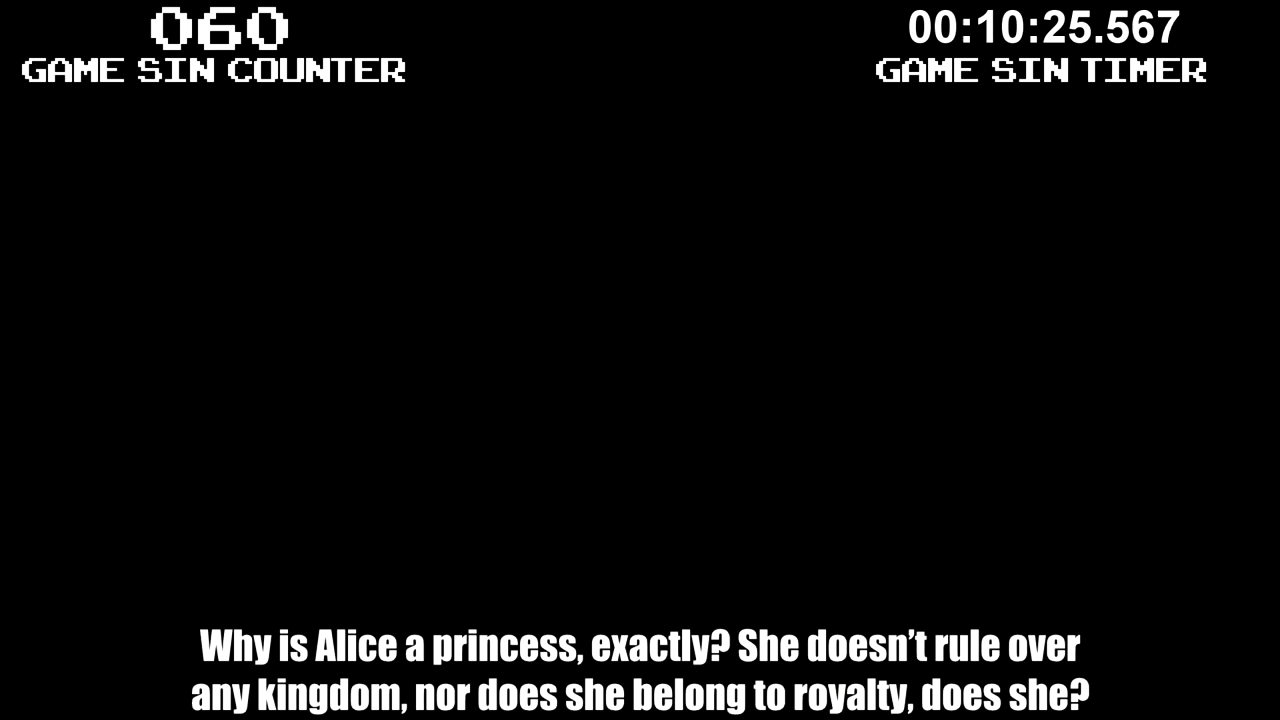 060
GAME SIN COUNTER
00:10:25.567
GAME SIN TIMER
Why is Alice a princess, exactly? She doesn’t rule over
any kingdom, nor does she belong to royalty, does she?